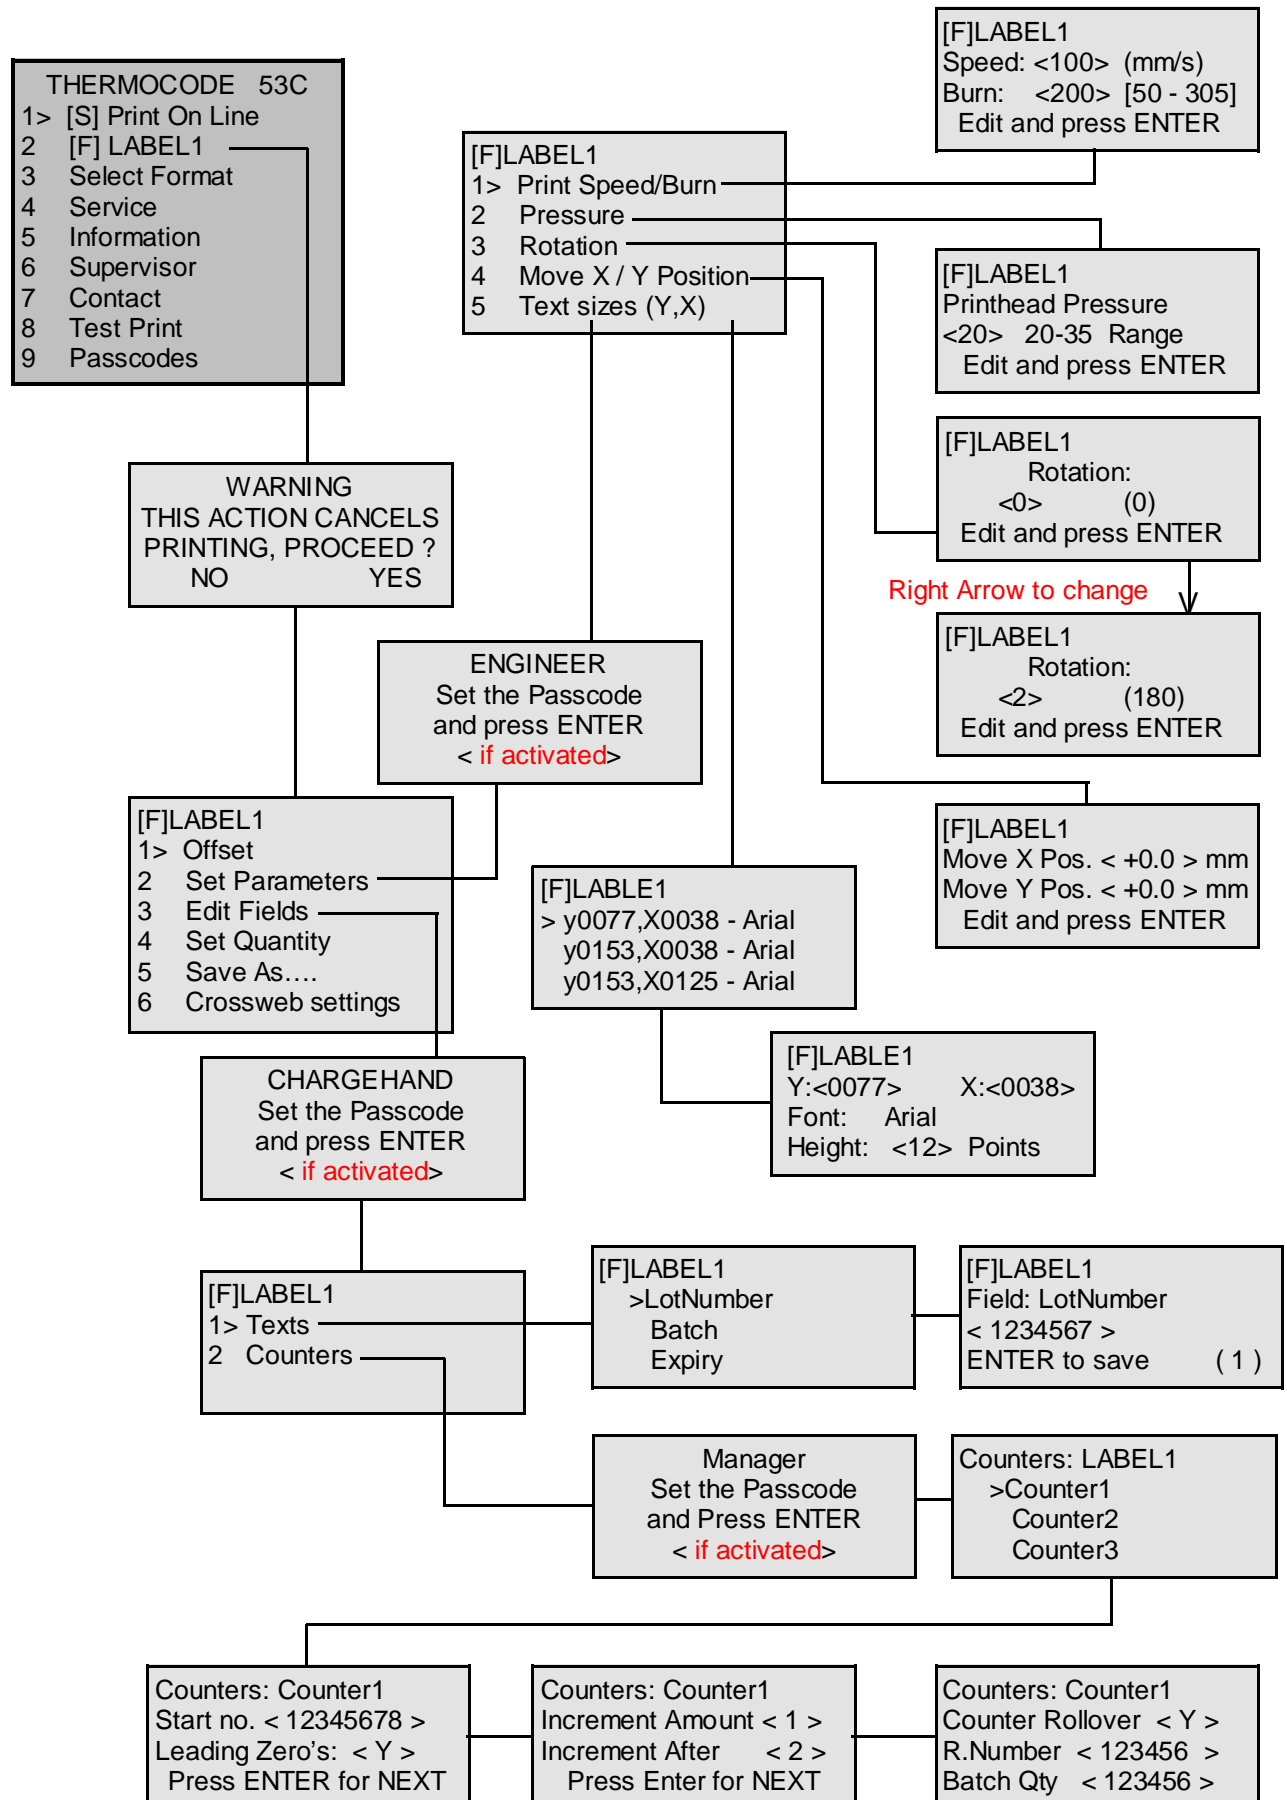 THERMOCODE 53C
1> [S] Print On Line
2 [F] LABEL1
3 Select Format
4 Service
5 Information
6 Supervisor
7 Contact
8 Test Print
9 Passcodes
[F]LABEL1
1> Print Speed/Burn
2 Pressure
3 Rotation
4 Move X / Y Position
5 Text sizes (Y,X)
[F]LABEL1
Speed: <100> (mm/s)
Burn: <200> [50 - 305]
Edit and press ENTER
[F]LABEL1
Printhead Pressure
<20> 20-35 Range
Edit and press ENTER
[F]LABEL1
Rotation:
<0> (0)
Edit and press ENTER
Right Arrow to change
[F]LABEL1
Rotation:
<2> (180)
Edit and press ENTER
[F]LABEL1
Move X Pos. < +0.0 > mm
Move Y Pos. < +0.0 > mm
Edit and press ENTER
WARNING
THIS ACTION CANCELS
PRINTING, PROCEED ?
NO YES
ENGINEER
Set the Passcode
and press ENTER
< if activated>
[F]LABEL1
1> Offset
2 Set Parameters
3 Edit Fields
4 Set Quantity
5 Save As….
6 Crossweb settings
[F]LABLE1
> y0077,X0038 - Arial
y0153,X0038 - Arial
y0153,X0125 - Arial
[F]LABLE1
Y:<0077> X:<0038>
Font: Arial
Height: <12> Points
CHARGEHAND
Set the Passcode
and press ENTER
< if activated>
[F]LABEL1
1> Texts
2 Counters
[F]LABEL1
>LotNumber
Batch
Expiry
[F]LABEL1
Field: LotNumber
< 1234567 >
ENTER to save ( 1 )
Manager
Set the Passcode
and Press ENTER
< if activated>
Counters: LABEL1
>Counter1
Counter2
Counter3
Counters: Counter1
Start no. < 12345678 >
Leading Zero's: < Y >
Press ENTER for NEXT
Counters: Counter1
Increment Amount < 1 >
Increment After < 2 >
Press Enter for NEXT
Counters: Counter1
Counter Rollover < Y >
R.Number < 123456 >
Batch Qty < 123456 >